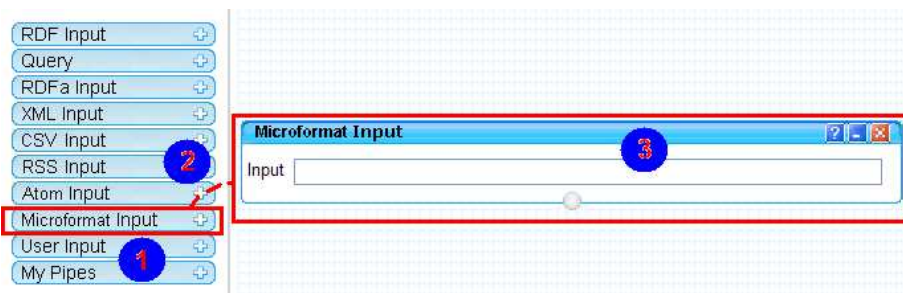 RDF Input
Query
RDFa Input
XML Input
CSV Input
RSS Input
Atom Input
Microformat Input
User Input
My Pipes
1
2
Microformat Input ? -
3
Input